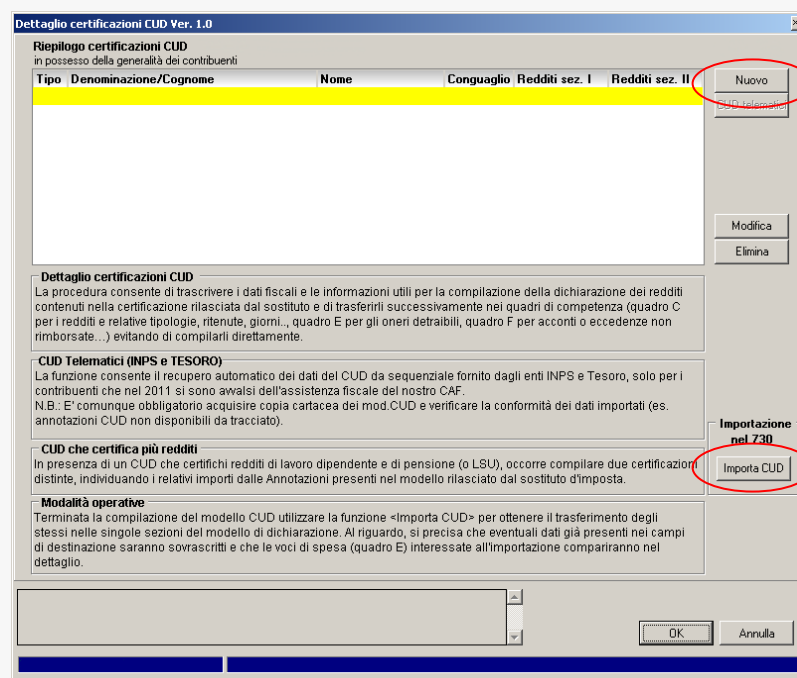 Dettaglio certificazioni CUD Ver. 1.0
Riepilogo certificazioni CUD
in possesso della generalità dei contribuenti
Tipo Denominazione/Cognome Nome Conguaglio Redditi sez. I Redditi sez. II
Nuovo
CUD telematici
Modifica
Elimina
Dettaglio certificazioni CUD
La procedura consente di trascrivere i dati fiscali e le informazioni utili per la compilazione della dichiarazione dei redditi
contenuti nella certificazione rilasciata dal sostituto e di trasferirli successivamente nei quadri di competenza (quadro C
per i redditi e relative tipologie, ritenute, giorni.., quadro E per gli oneri detraibili, quadro F per acconti o eccedenze non
rimborsate...) evitando di compilarli direttamente.
CUD Telematici (INPS e TESORO)
La funzione consente il recupero automatico dei dati del CUD da sequenziale fornito dagli enti INPS e Tesoro, solo per i
contribuenti che nel 2011 si sono avvalsi dell'assistenza fiscale del nostro CAF.
N.B.: E' comunque obbligatorio acquisire copia cartacea dei mod.CUD e verificare la conformità dei dati importati (es.
annotazioni CUD non disponibili da tracciato).
CUD che certifica più redditi
In presenza di un CUD che certifichi redditi di lavoro dipendente e di pensione (o LSU), occorre compilare due certificazioni
distinte, individuando i relativi importi dalle Annotazioni presenti nel modello rilasciato dal sostituto d'imposta.
Importazione
nel 730
Importa CUD
Modalità operative
Terminata la compilazione del modello CUD utilizzare la funzione <Importa CUD> per ottenere il trasferimento degli
stessi nelle singole sezioni del modello di dichiarazione. Al riguardo, si precisa che eventuali dati già presenti nei campi
di destinazione saranno sovrascritti e che le voci di spesa (quadro E) interessate all'importazione compariranno nel
dettaglio.
OK
Annulla